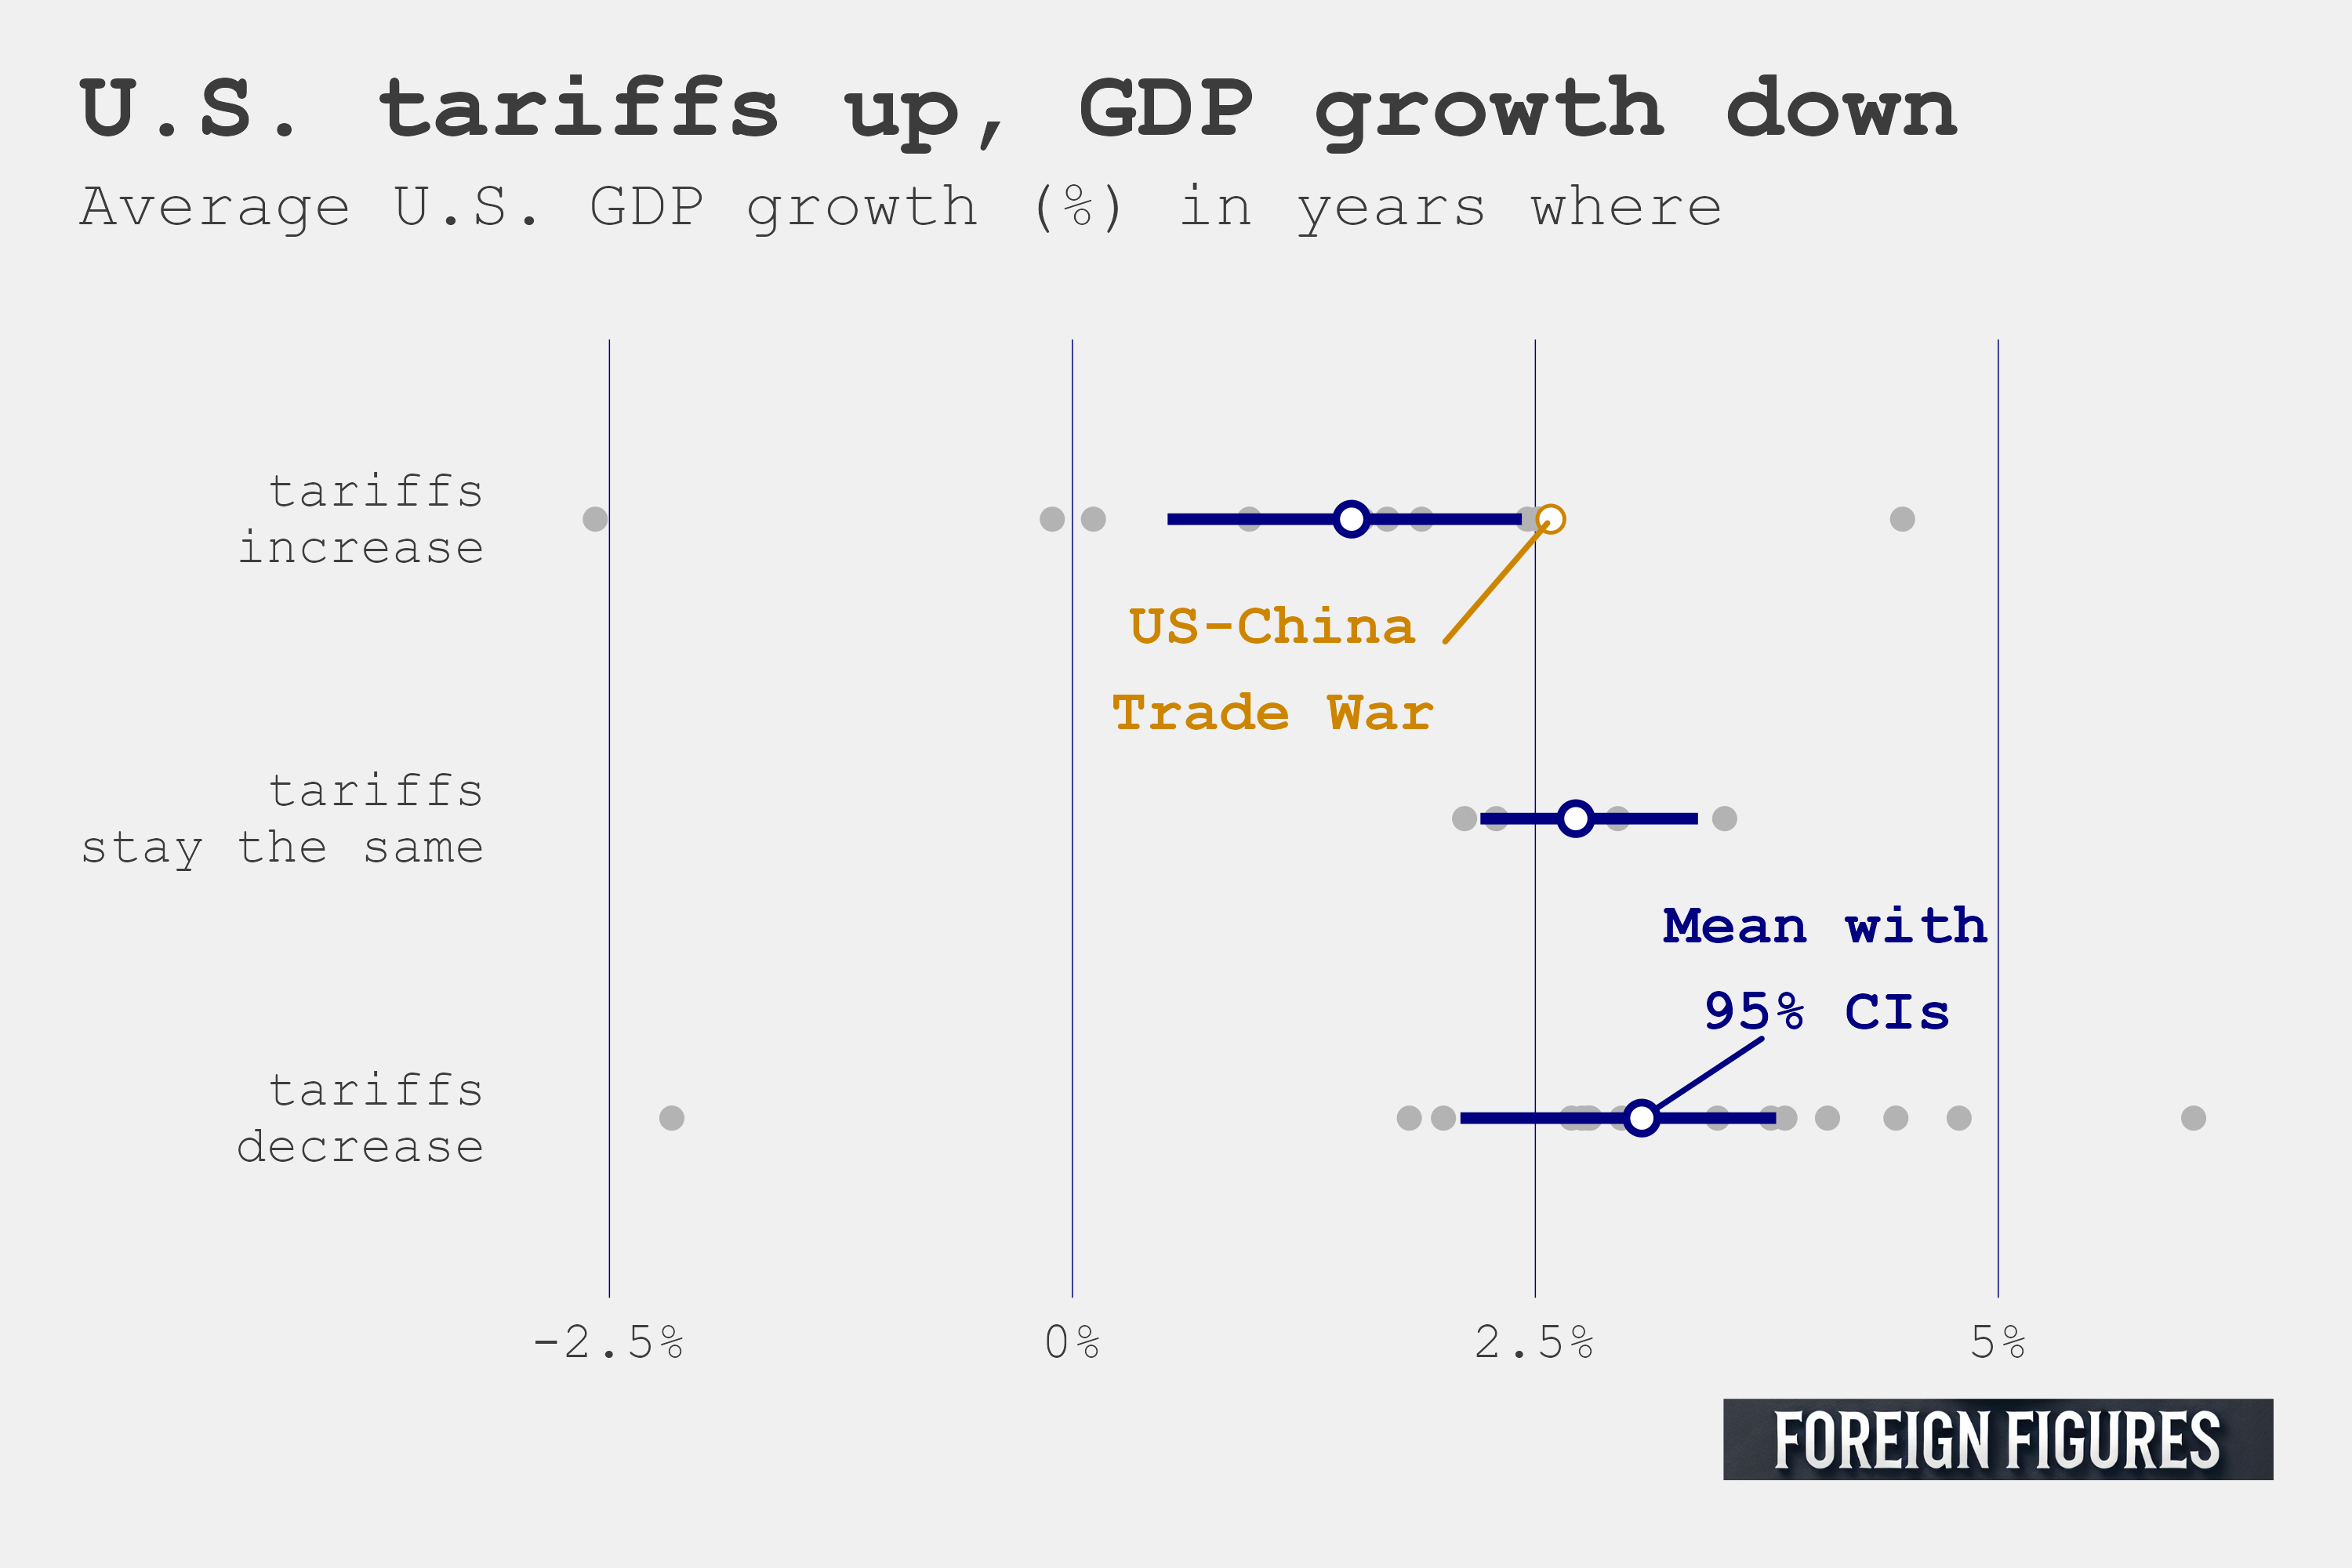 U.S. tariffs up, GDP growth down
Average U.S. GDP growth (%) in years where
tariffs
increase
US-China
Trade War
tariffs
stay the same
Mean with
95% CIs
tariffs
decrease
-2.5%
0%
2.5%
5%
FOREIGN FIGURES